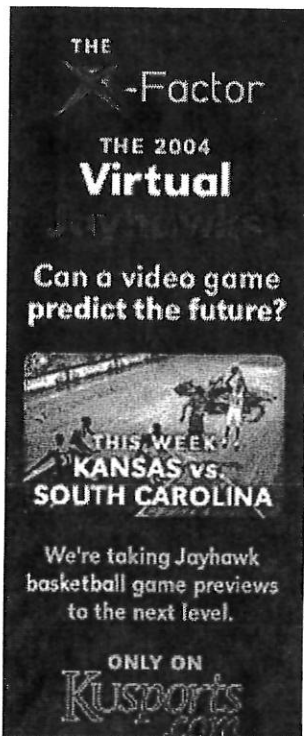 THE
X-Factor
THE 2004
Virtual
Jayhawks
Can a video game
predict the future?
THIS WEEK
KANSAS vs.
SOUTH CAROLINA
We're taking Jayhawk
basketball game previews
to the next level.
ONLY ON
KUsports
.com